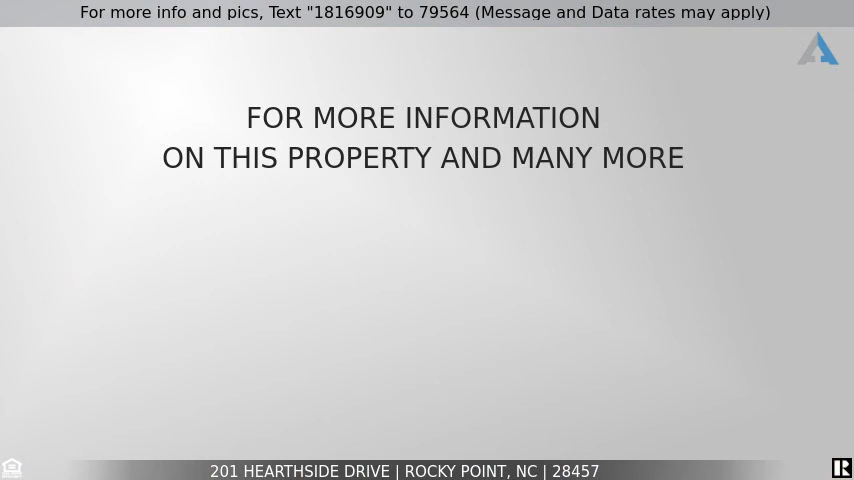 For more info and pics, Text "1816909" to 79564 (Message and Data rates may apply)
FOR MORE INFORMATION
ON THIS PROPERTY AND MANY MORE
201 HEARTHSIDE DRIVE | ROCKY POINT, NC | 28457